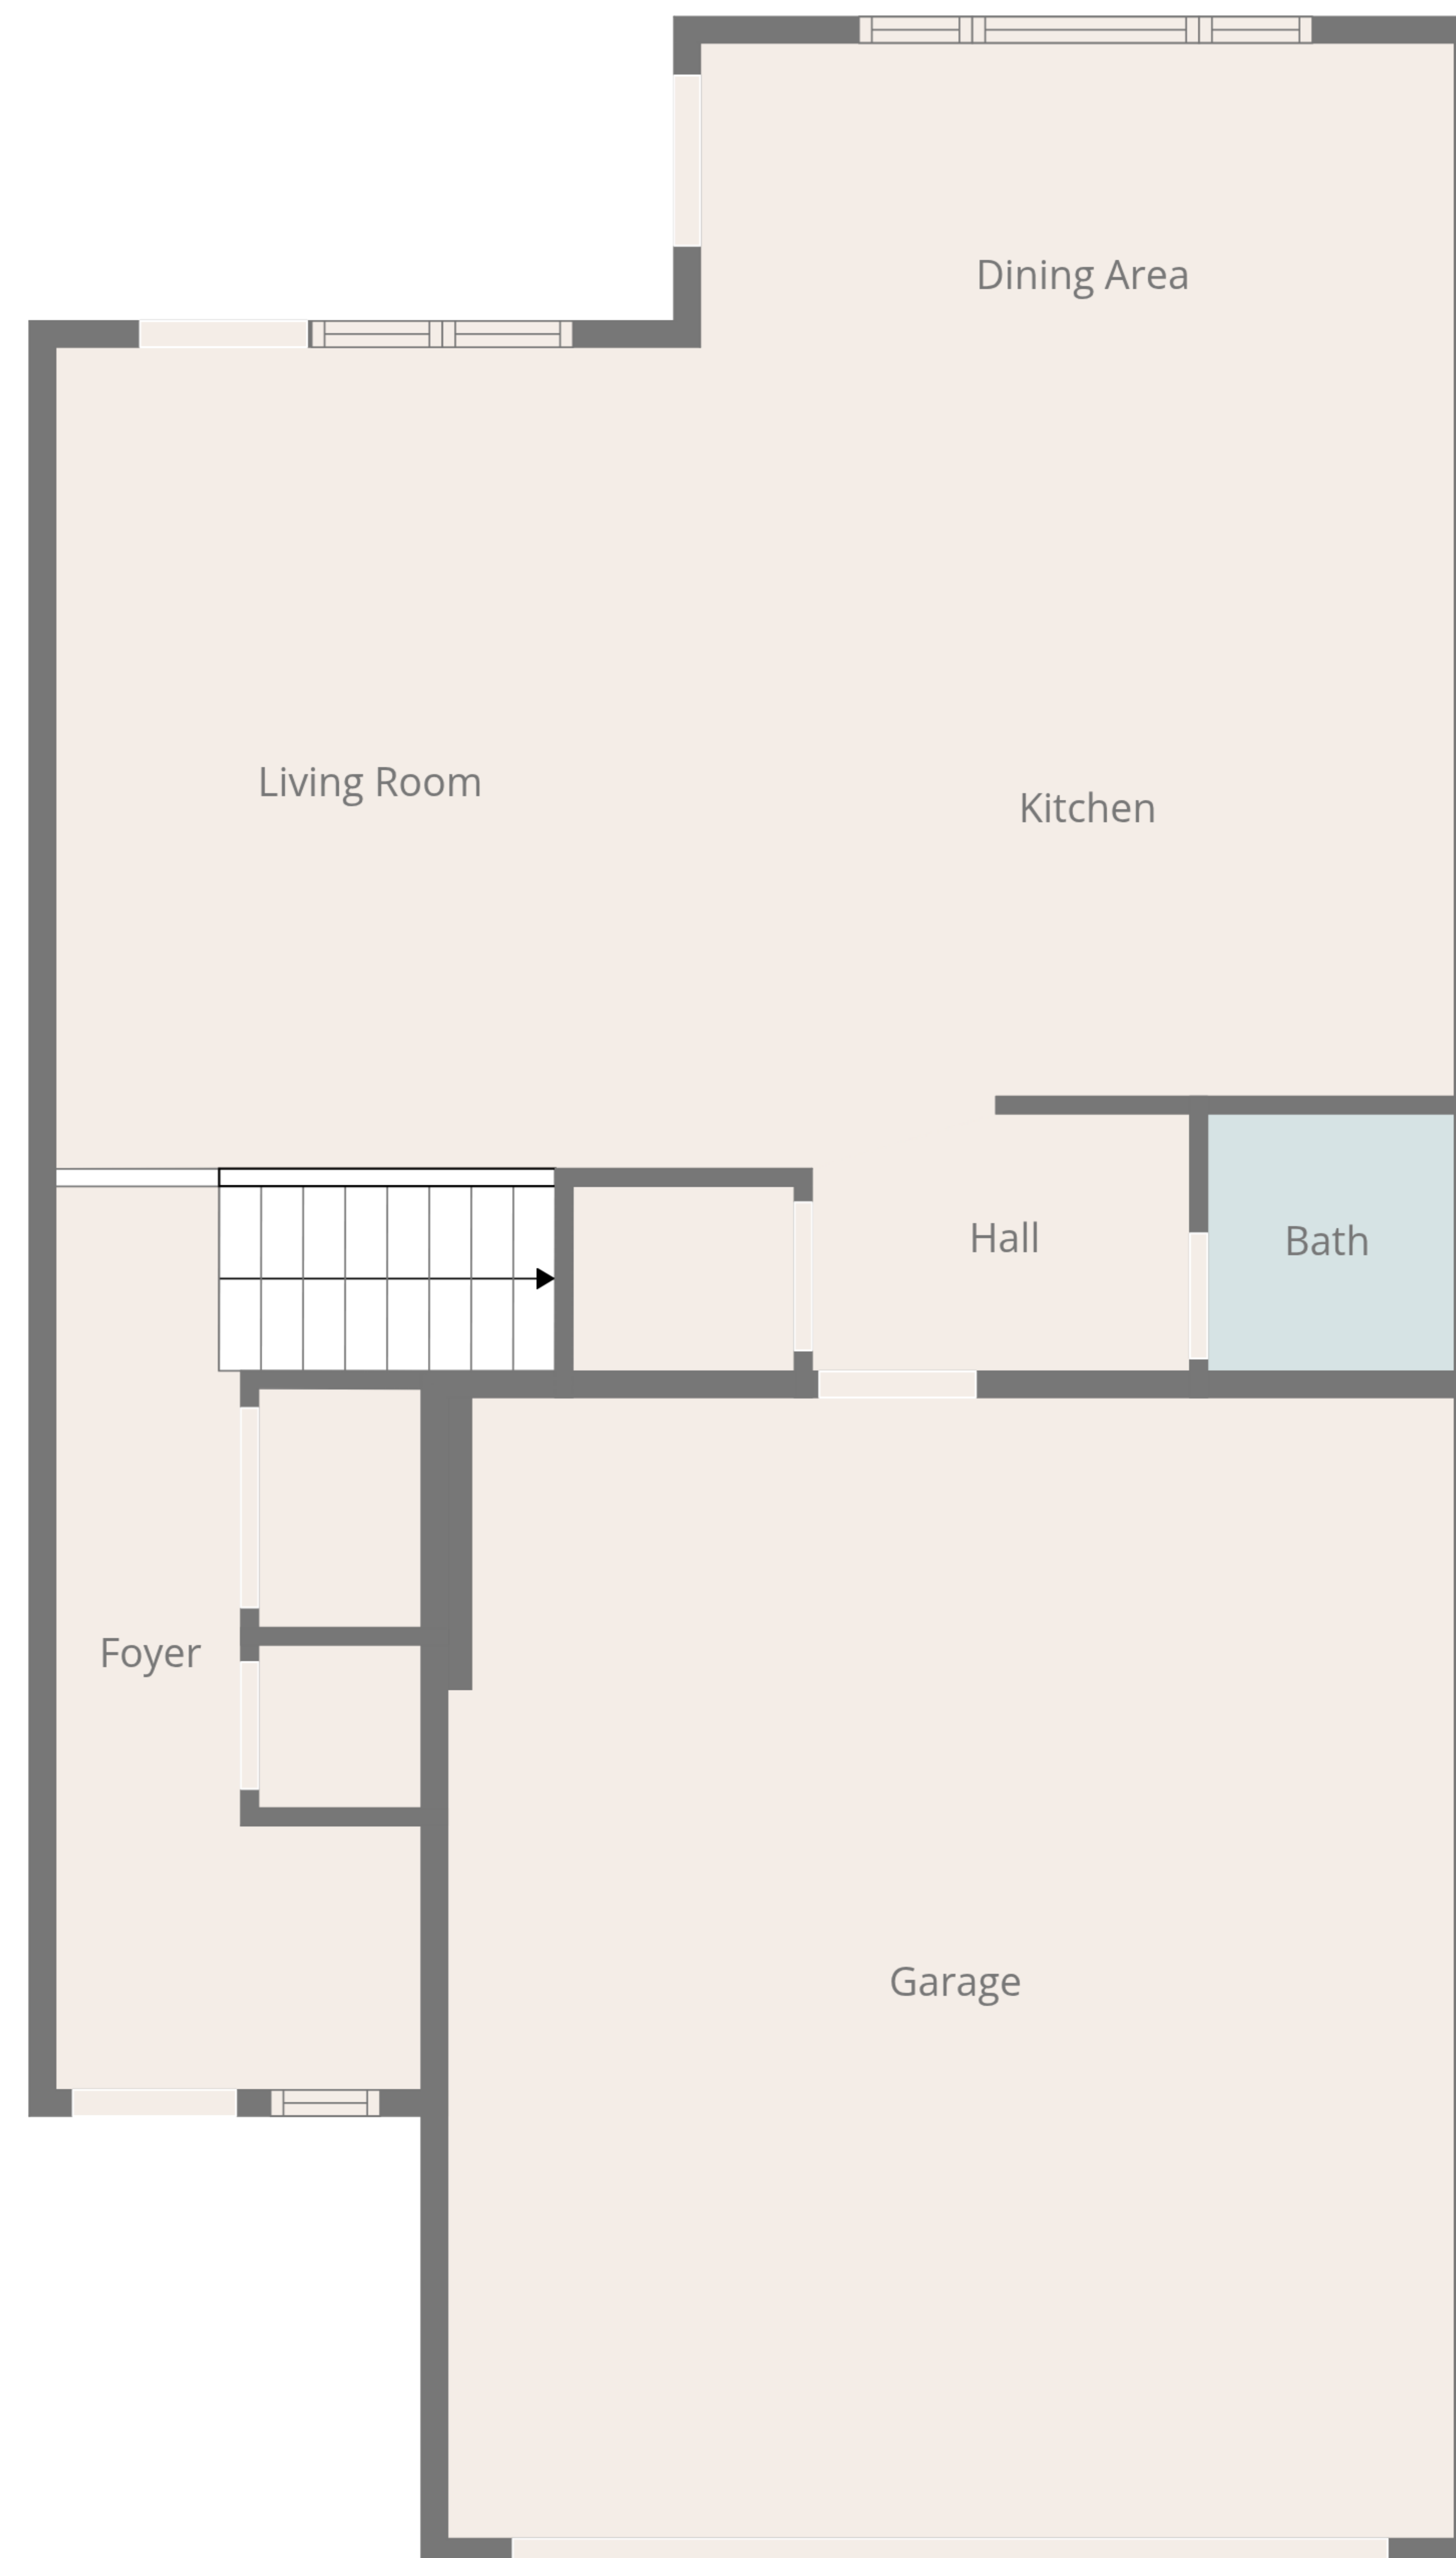 Dining Area
Living Room
Kitchen
Hall
Bath
Foyer
Garage